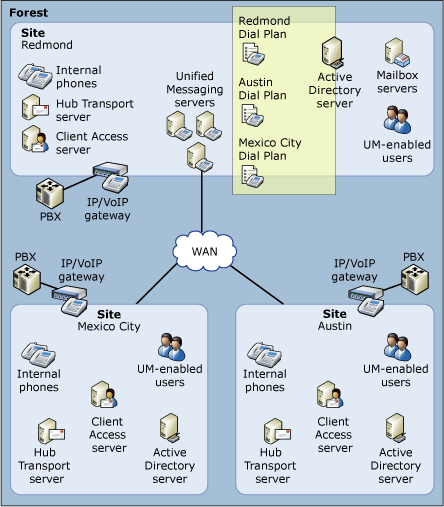 Forest
Site
Redmond
Internal
phones
Hub Transport
server
Client Access
server
Unified
Messaging
servers
Redmond
Dial Plan
Austin
Dial Plan
Mexico City
Dial Plan
Active
Directory
server
Mailbox
servers
UM-enabled
users
PBX
IP/VoIP
gateway
WAN
PBX
IP/VoIP
gateway
Site
Mexico City
Internal
phones
UM-enabled
users
Client
Access
server
Hub
Transport
server
Active
Directory
server
IP/VoIP
gateway
PBX
Site
Austin
Internal
phones
UM-enabled
users
Client
Access
server
Hub
Transport
server
Active
Directory
server